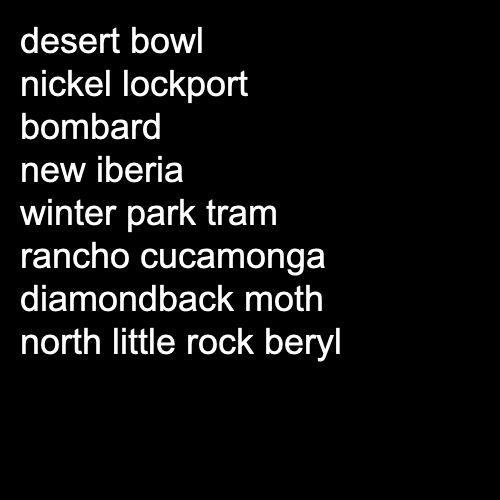 desert bowl
nickel lockport
bombard
new iberia
winter park tram
rancho cucamonga
diamondback moth
north little rock beryl